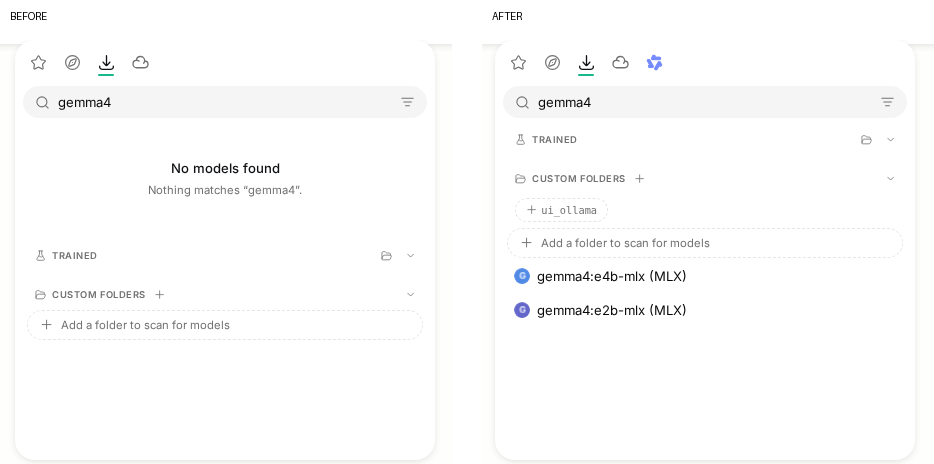 BEFORE
gemma4
No models found
Nothing matches “gemma4”.
TRAINED
CUSTOM FOLDERS
Add a folder to scan for models
AFTER
gemma4
TRAINED
CUSTOM FOLDERS
ui_ollama
Add a folder to scan for models
G gemma4:e4b-mlx (MLX)
G gemma4:e2b-mlx (MLX)